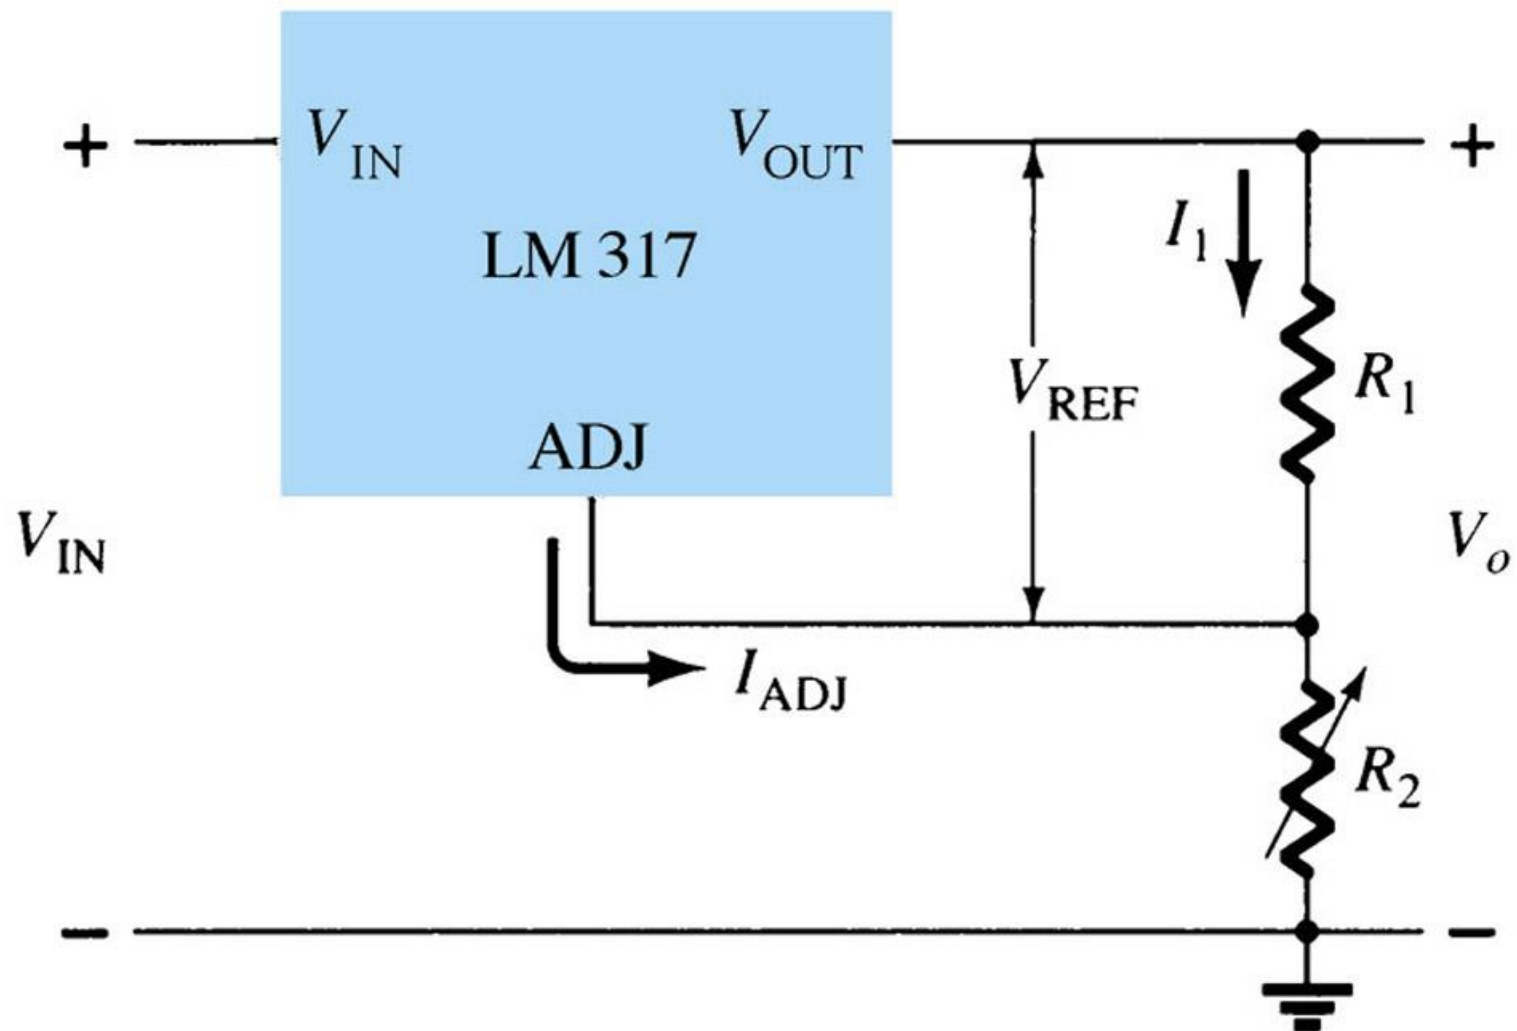 + V_IN V_OUT +
I_1
LM 317
V_REF
R_1
ADJ
V_IN
V_o
I_ADJ
R_2
− −